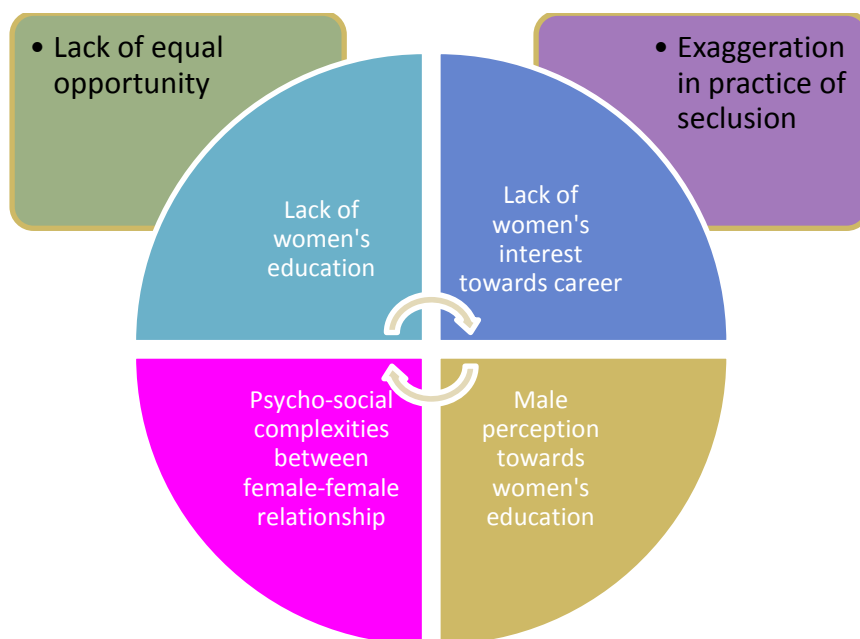 • Lack of equal
opportunity
• Exaggeration
in practice of
seclusion
Lack of
women's
education
Lack of
women's
interest
towards career
Psycho-social
complexities
between
female-female
relationship
Male
perception
towards
women's
education